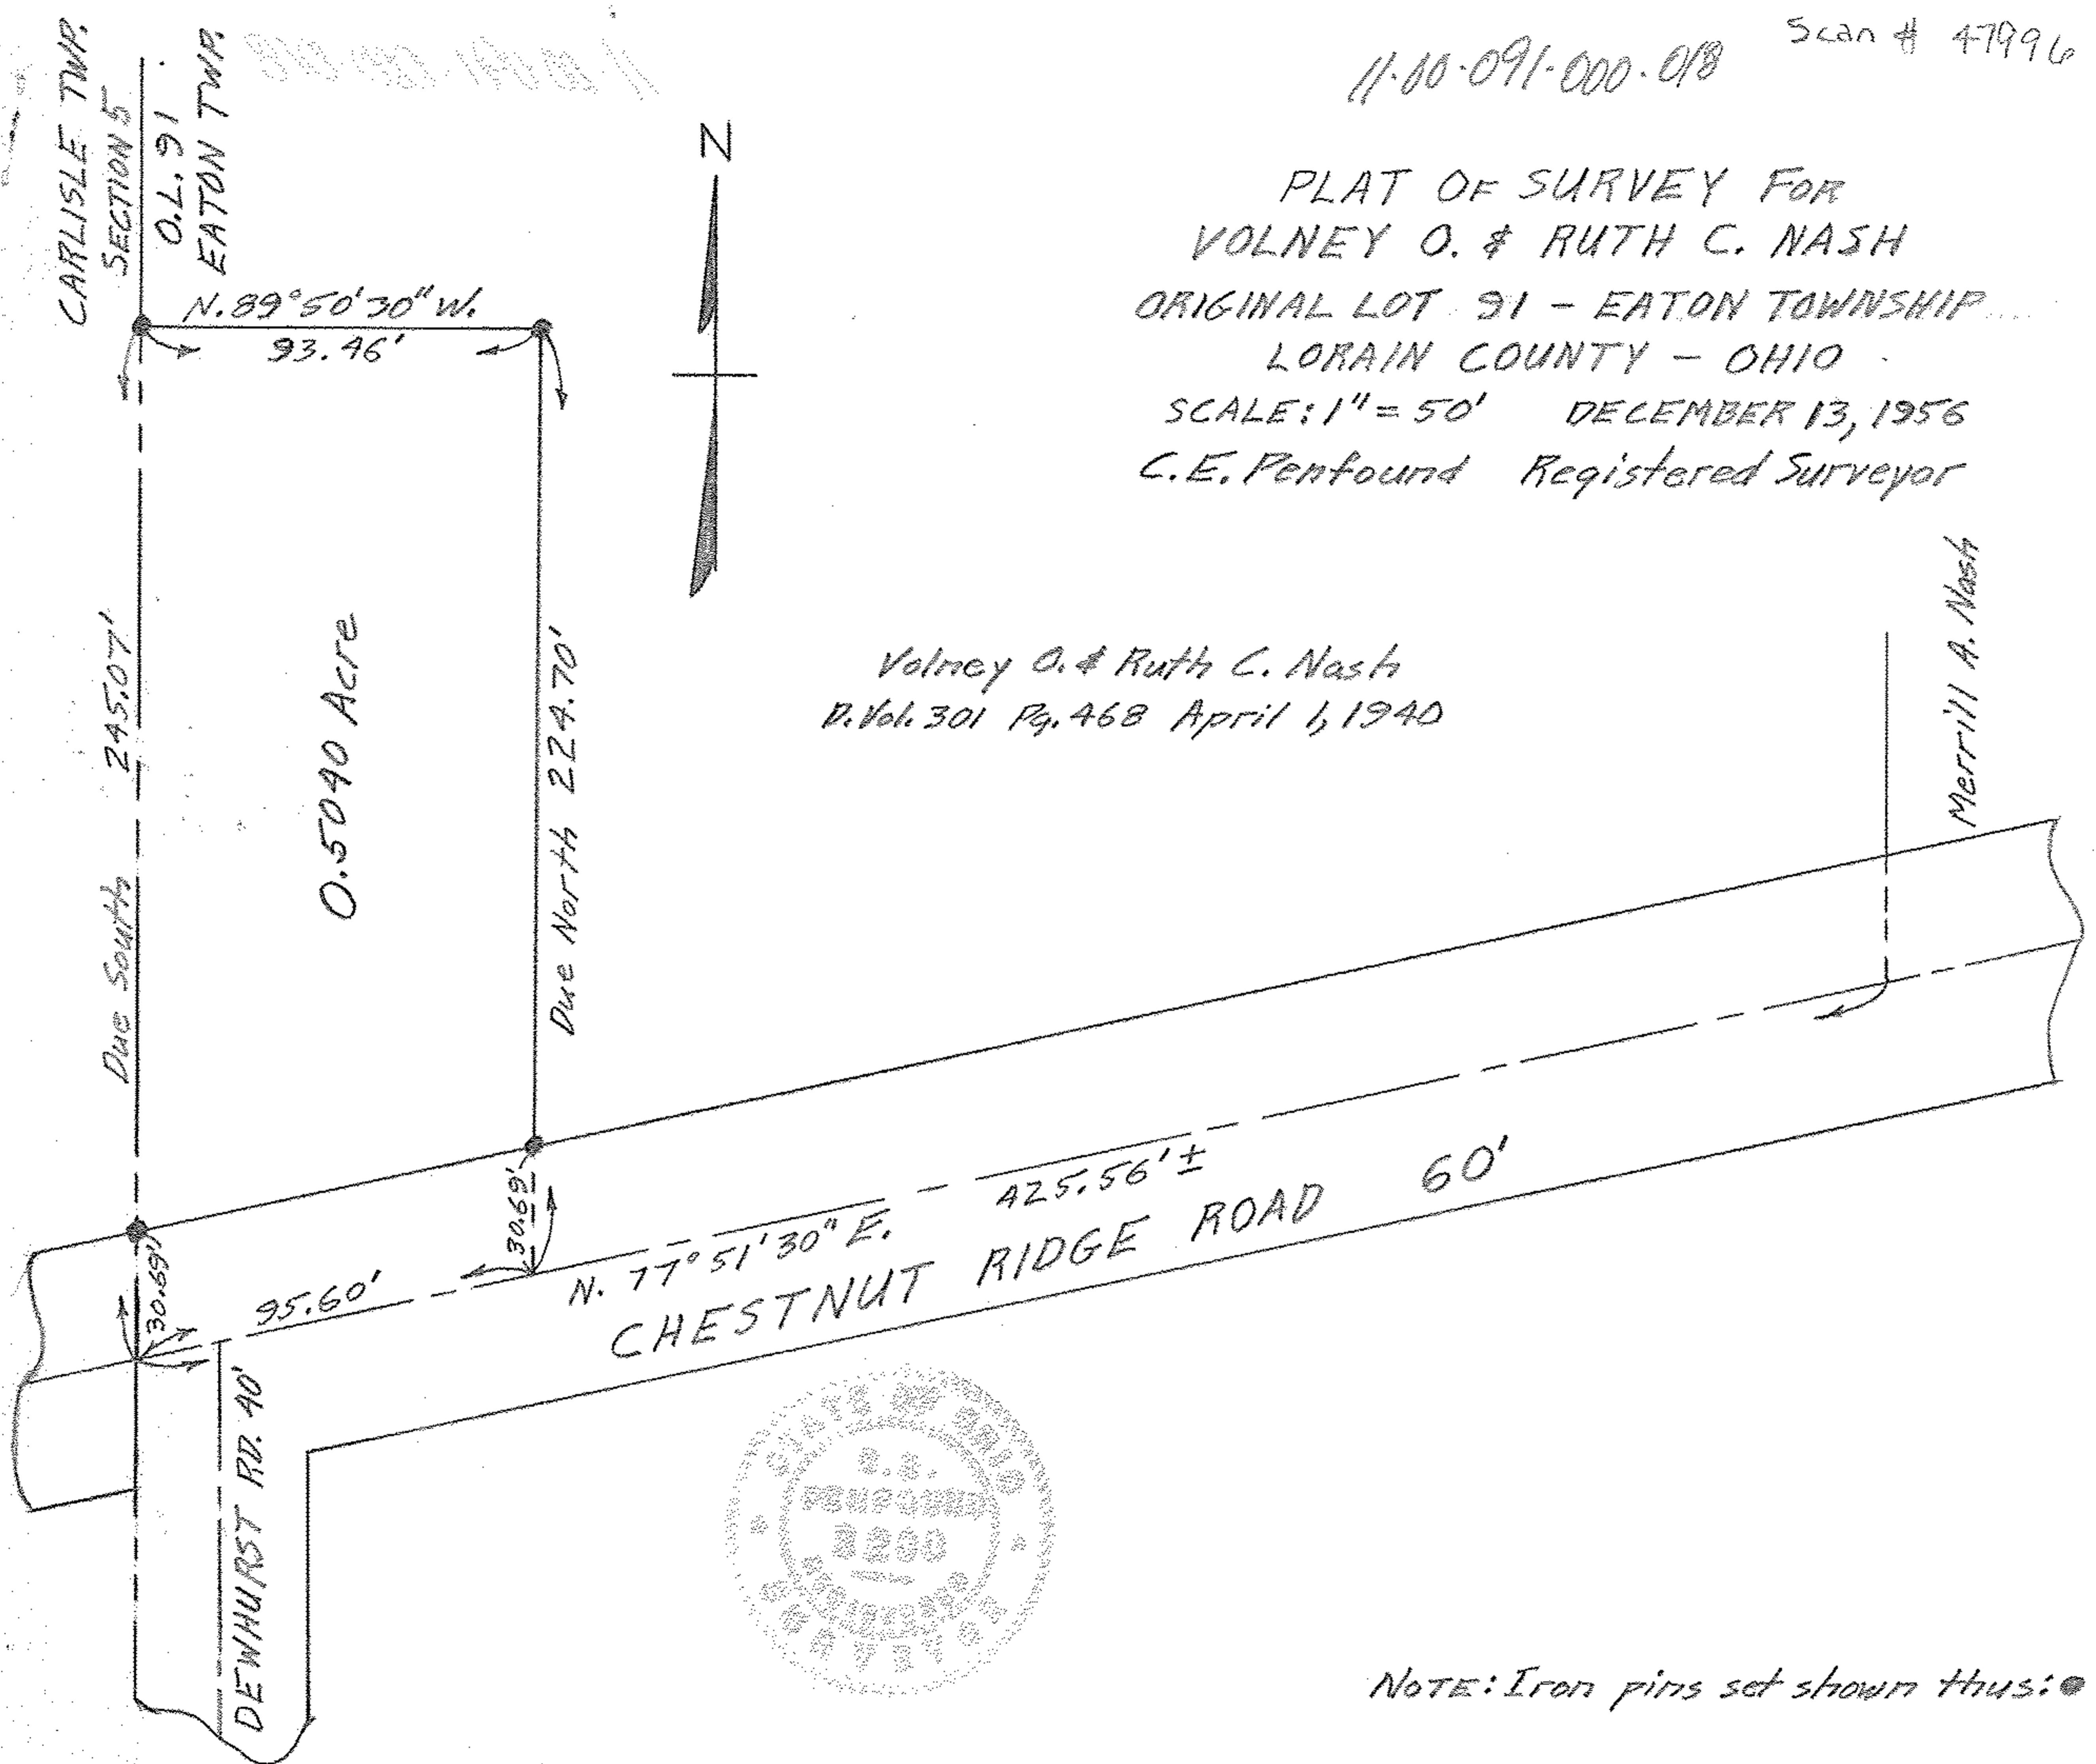 Scan # 47996
11-00-091-000-018
CARLISLE TWP.
SECTION 5
O.L. 91
EATON TWP.
N
PLAT OF SURVEY FOR
VOLNEY O. & RUTH C. NASH
ORIGINAL LOT 91 - EATON TOWNSHIP
LORAIN COUNTY - OHIO
SCALE: 1" = 50' DECEMBER 13, 1956
C.E. Penfound Registered Surveyor
N. 89° 50' 30" W.
93.46'
Due South 245.07'
0.5040 Acre
Due North 224.70'
Volney O. & Ruth C. Nash
D. Vol. 301 Pg. 468 April 1, 1940
Merrill A. Nash
30.69'
30.69'
95.60'
N. 77° 51' 30" E. 425.56' ±
CHESTNUT RIDGE ROAD 60'
DEWHURST RD. 40'
STATE OF OHIO
PENFOUND
NOTE: Iron pins set shown thus: